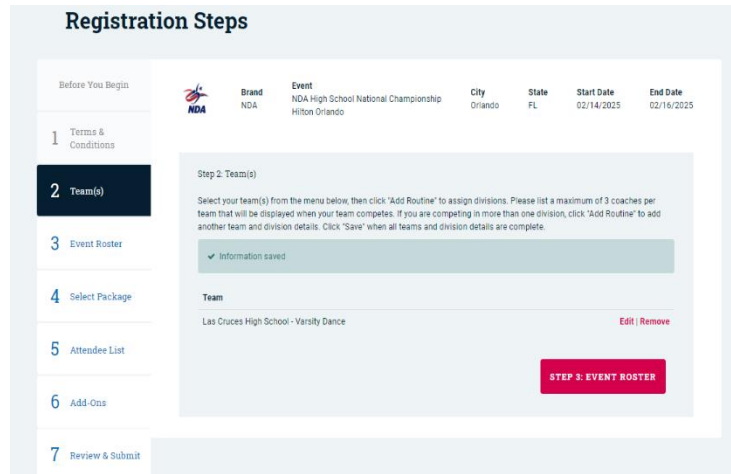 Registration Steps
Before You Begin
1 Terms &
Conditions
2 Team(s)
3 Event Roster
4 Select Package
5 Attendee List
6 Add-Ons
7 Review & Submit
NDA
Brand
NDA
Event
NDA High School National Championship
Hilton Orlando
City
Orlando
State
FL
Start Date
02/14/2025
End Date
02/16/2025
Step 2: Team(s)
Select your team(s) from the menu below, then click "Add Routine" to assign divisions. Please list a maximum of 3 coaches per
team that will be displayed when your team competes. If you are competing in more than one division, click "Add Routine" to add
another team and division details. Click "Save" when all teams and division details are complete.
✔ Information saved
Team
Las Cruces High School - Varsity Dance Edit | Remove
STEP 3: EVENT ROSTER